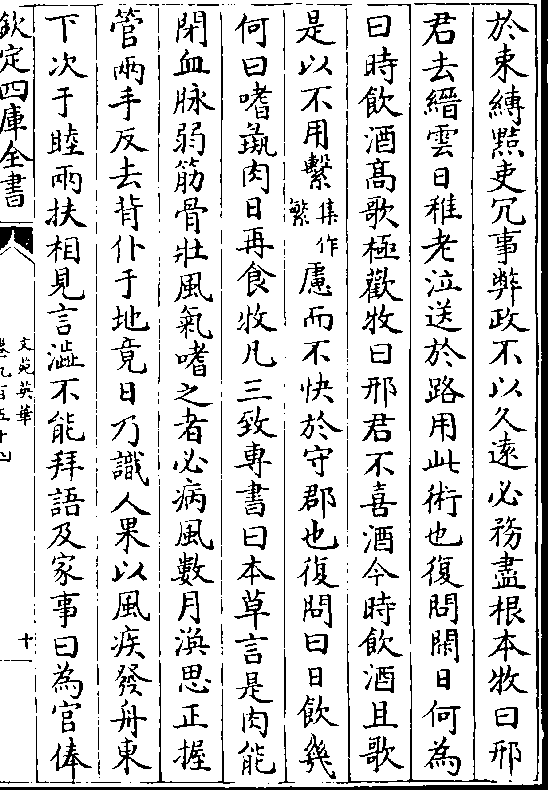 於束縳黠吏冗事弊政不以久遠必務盡根本牧曰邢
君去縉雲日稚老泣送於路用此術也復問閑日何為
曰時飲酒高歌極歡牧曰邢君不喜酒今時飲酒且歌
是以不用繫集作繁慮而不快於守郡也復問曰日飲幾
何曰嗜彘肉日再食牧凡三致專書曰本草言是肉能
閉血脉弱筋骨壯風氣嗜之者必病風數月渙思正握
管兩手反去背仆于地竟日乃識人果以風疾發舟東
下次于睦兩扶相見言澁不能拜語及家事曰為官俸
欽定四庫全書
文苑英華
卷九百五十四
十